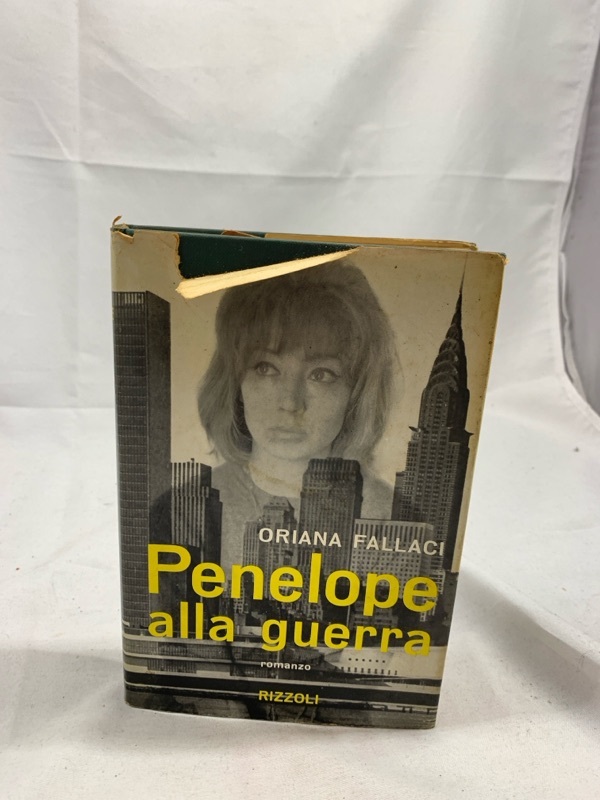 ORIANA FALLACI
Penelope
alla guerra
romanzo
RIZZOLI